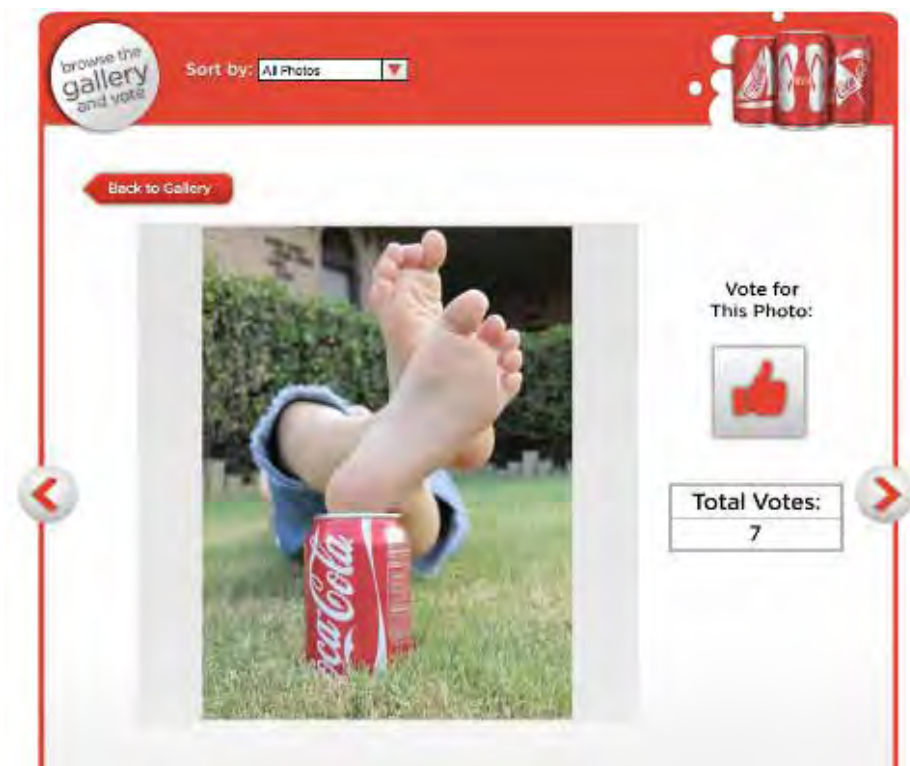 browse the
gallery
and vote
Sort by: All Photos
Back to Gallery
Vote for
This Photo:
Total Votes:
7
Coca-Cola